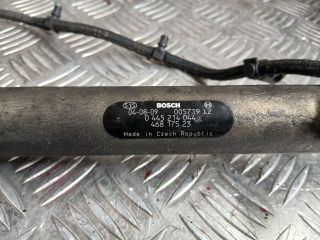 BOSCH
04-08-09 005719 LZ
0 445 214 044
468 175 23
Made in Czech Republic